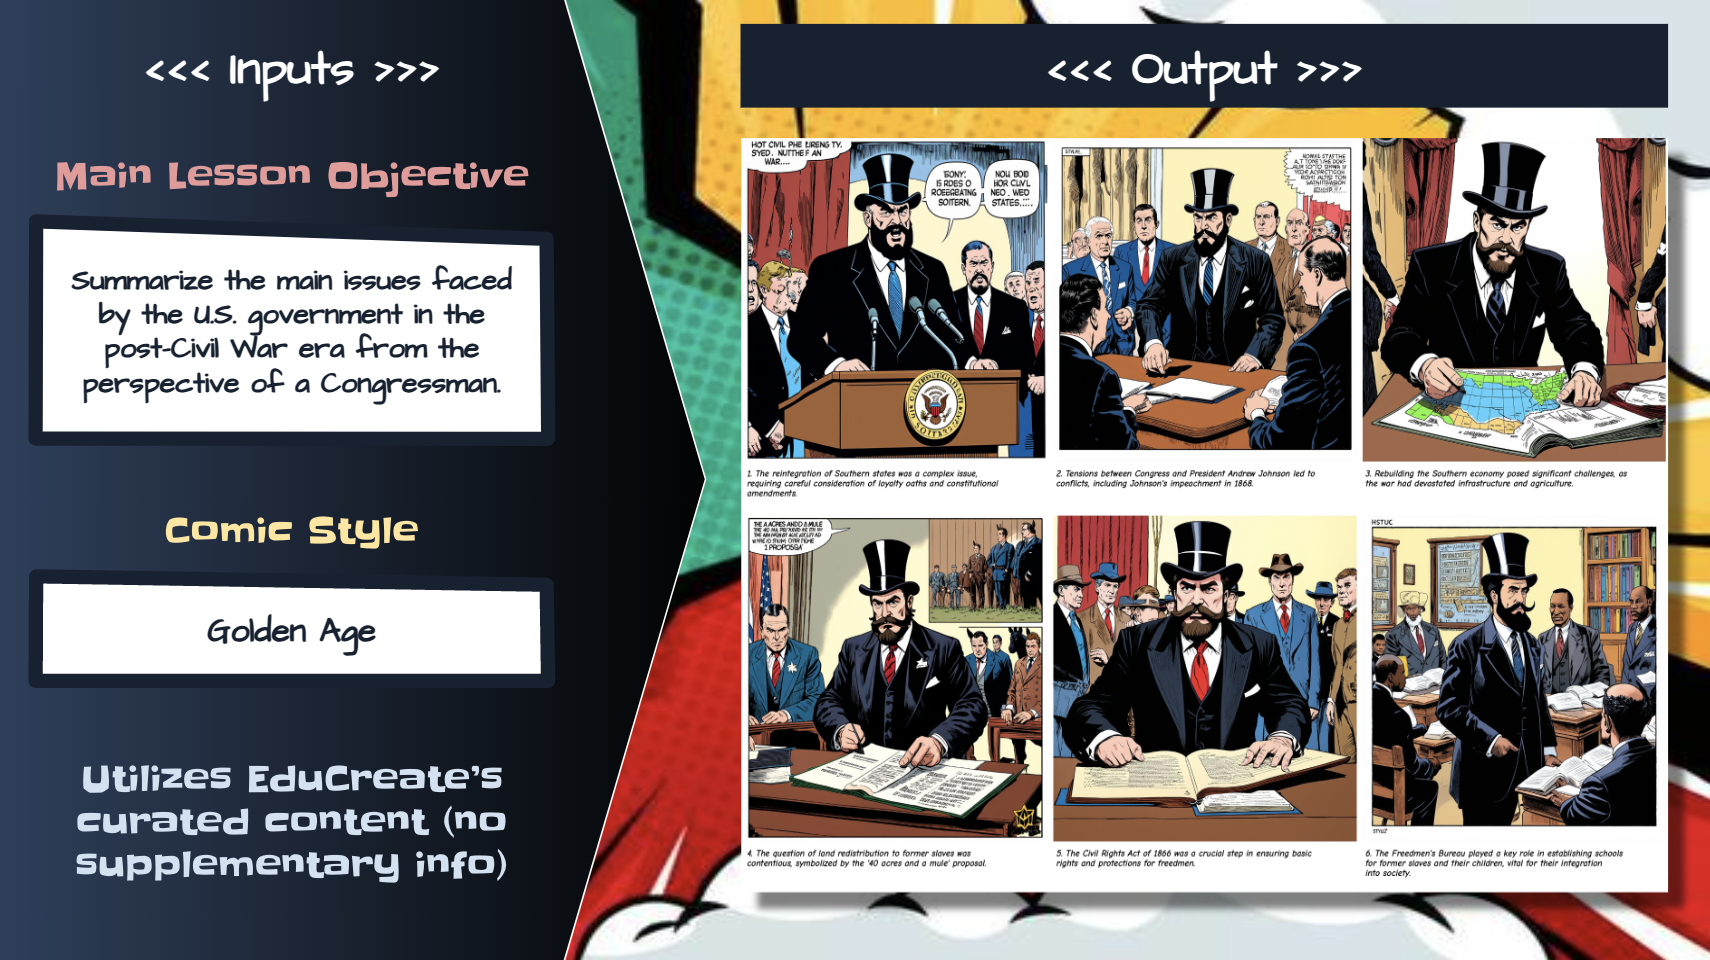 <<< Inputs >>>
Main Lesson Objective
Summarize the main issues faced
by the U.S. government in the
post-Civil War era from the
perspective of a Congressman.
Comic Style
Golden Age
Utilizes EduCreate's
curated content (no
supplementary info)
<<< Output >>>
HOT CIVIL PHE EIRENG TY.
SYED. NUTTHE F AN
WAR....
'BONY',
IS RDES O
ROEEGREATING
SOITERN.
NOU BOID
HOR CLIVL
NEO. WED
STATES.....
1. The reintegration of Southern states was a complex issue,
requiring careful consideration of loyalty oaths and constitutional
amendments.
2. Tensions between Congress and President Andrew Johnson led to
conflicts, including Johnson's impeachment in 1868.
3. Rebuilding the Southern economy posed significant challenges, as
the war had devastated infrastructure and agriculture.
THE A ACRES ANDD A MULE
1 PROPOSGA'
HSTUC
4. The question of land redistribution to former slaves was
contentious, symbolized by the '40 acres and a mule' proposal.
5. The Civil Rights Act of 1866 was a crucial step in ensuring basic
rights and protections for freedmen.
6. The Freedmen's Bureau played a key role in establishing schools
for former slaves and their children, vital for their integration
into society.